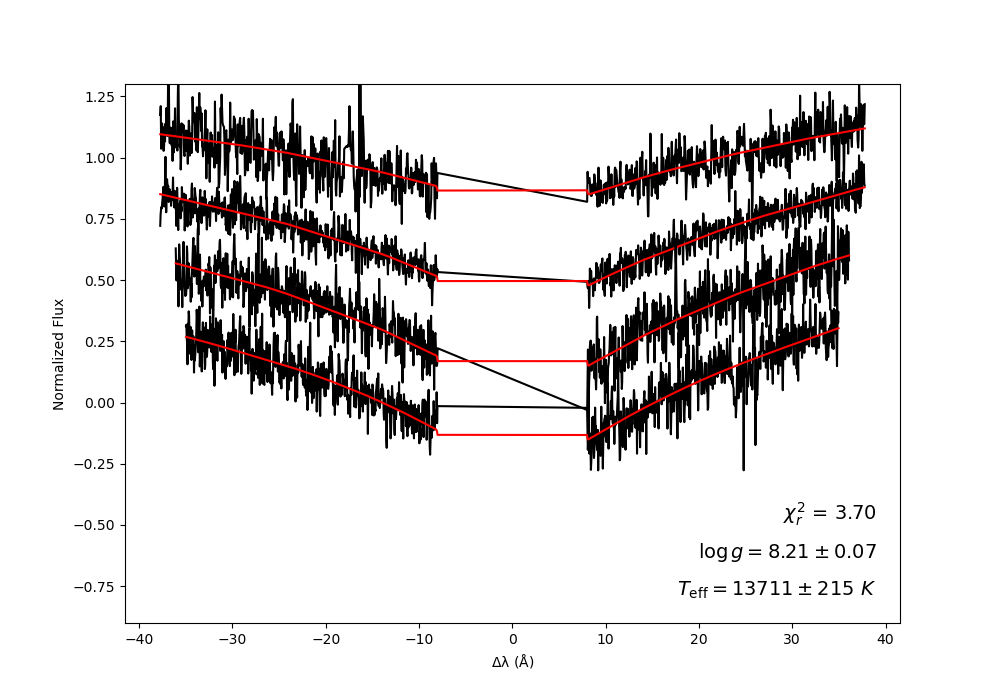 1.25
1.00
0.75
0.50
0.25
0.00
−0.25
−0.50
−0.75
Normalized Flux
χ²ᵣ = 3.70
log g = 8.21 ± 0.07
T_eff = 13711 ± 215 K
−40 −30 −20 −10 0 10 20 30 40
Δλ (Å)